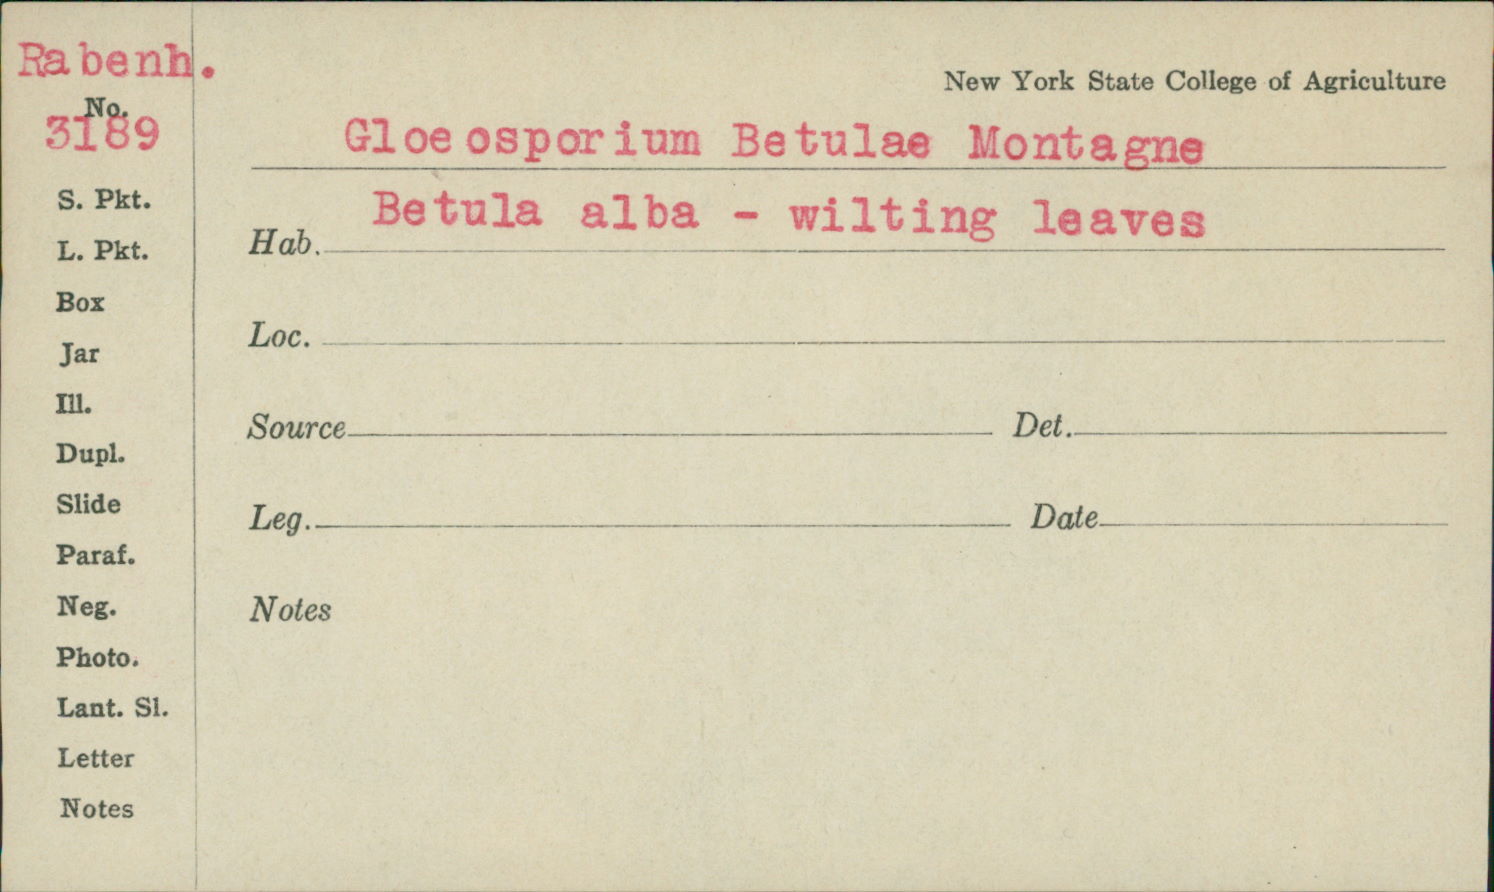 Rabenh.
No.
3189
S. Pkt.
L. Pkt.
Box
Jar
Ill.
Dupl.
Slide
Paraf.
Neg.
Photo.
Lant. Sl.
Letter
Notes
New York State College of Agriculture
Gloeosporium Betulae Montagne
Hab. Betula alba - wilting leaves
Loc.
Source Det.
Leg. Date
Notes